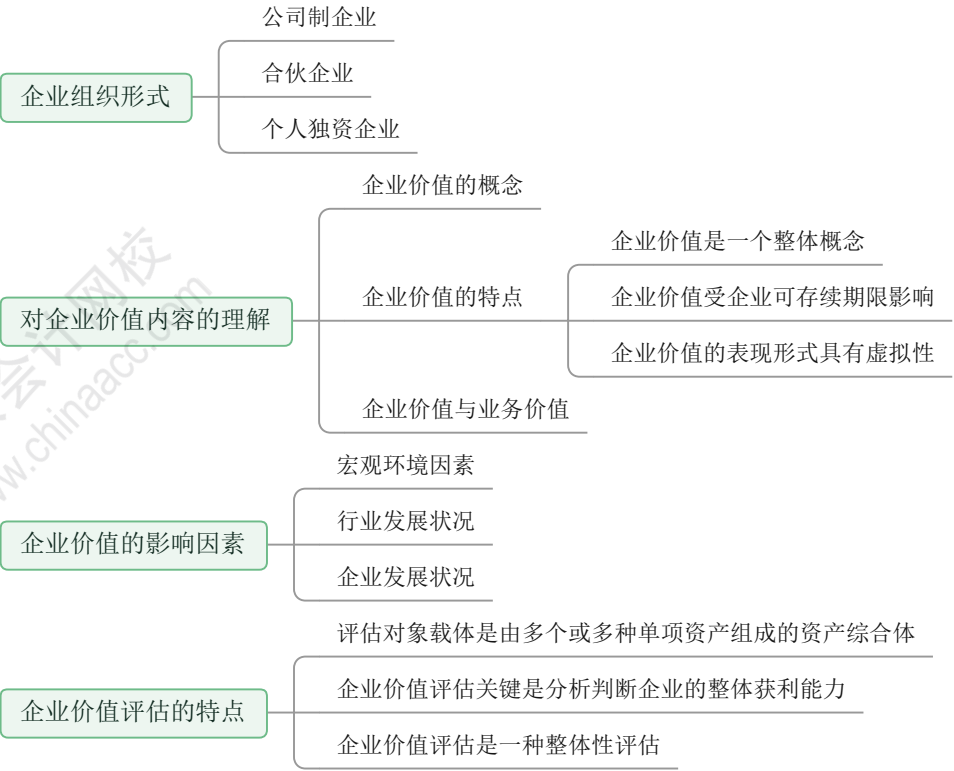 公司制企业
合伙企业
企业组织形式
个人独资企业
企业价值的概念
企业价值是一个整体概念
企业价值的特点
企业价值受企业可存续期限影响
对企业价值内容的理解
企业价值的表现形式具有虚拟性
企业价值与业务价值
宏观环境因素
行业发展状况
企业价值的影响因素
企业发展状况
评估对象载体是由多个或多种单项资产组成的资产综合体
企业价值评估关键是分析判断企业的整体获利能力
企业价值评估的特点
企业价值评估是一种整体性评估
会计网校
www.chinaacc.com